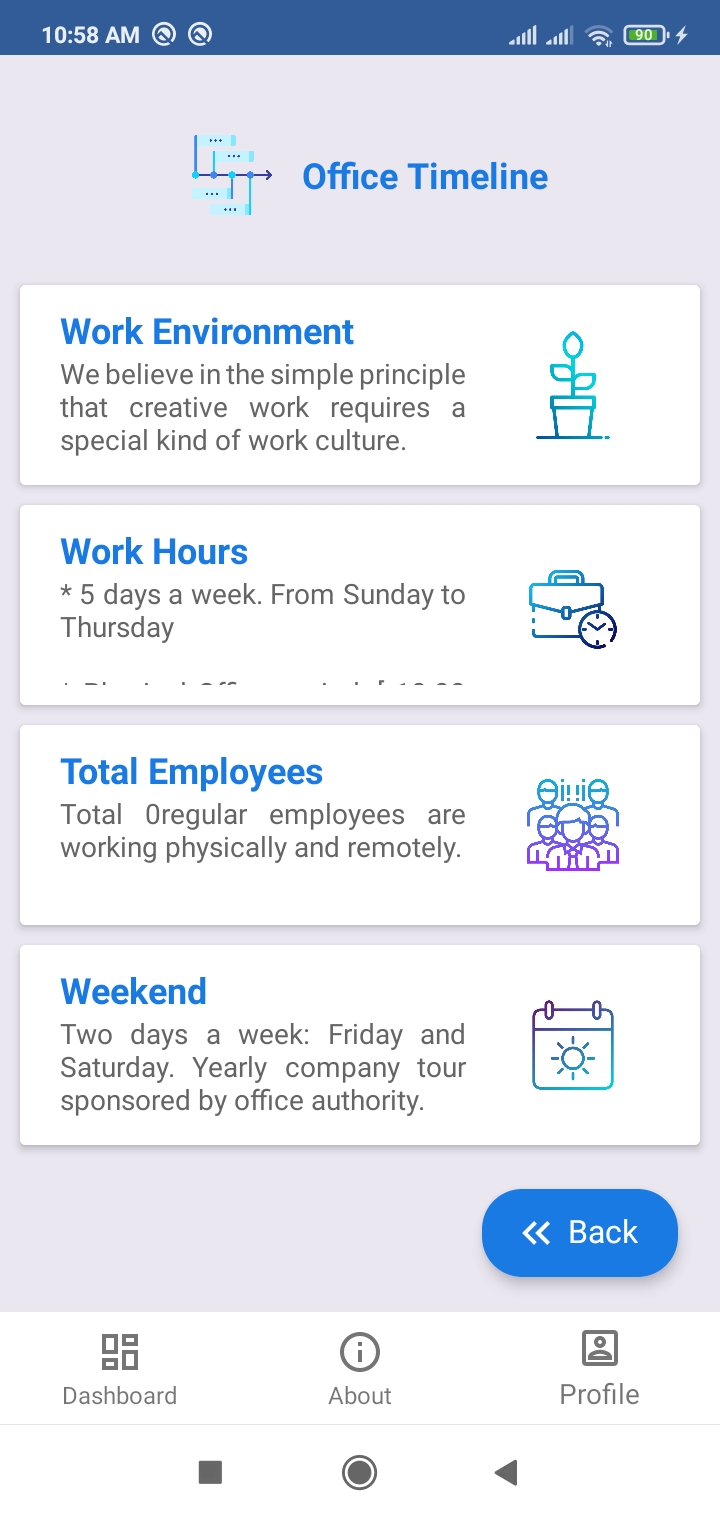 10:58 AM
90
Office Timeline
Work Environment
We believe in the simple principle
that creative work requires a
special kind of work culture.
Work Hours
* 5 days a week. From Sunday to
Thursday
Total Employees
Total 0regular employees are
working physically and remotely.
Weekend
Two days a week: Friday and
Saturday. Yearly company tour
sponsored by office authority.
Back
Dashboard
About
Profile